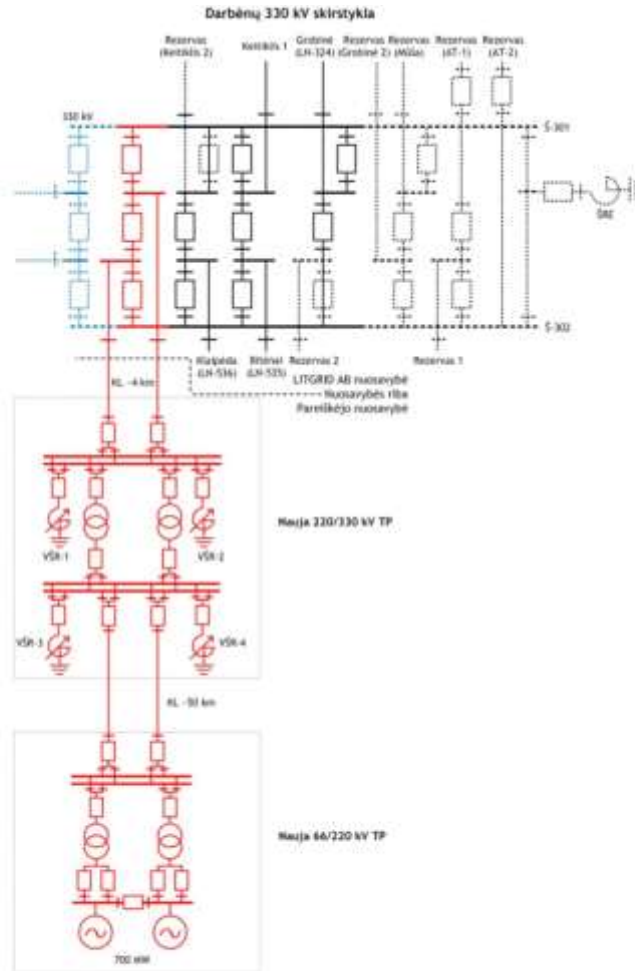 Darbėnų 330 kV skirstykla
Rezervas
(Keitiklis 2)
Keitiklis 1
Grobinė
(LN-324)
Rezervas
(Grobinė 2)
Rezervas
(Mūša)
Rezervas
(AT-1)
Rezervas
(AT-2)
330 kV
Š-301
ŠRE
Š-302
Klaipėda
(LN-536)
Bitėnai
(LN-535)
Rezervas 2
Rezervas 1
LITGRID AB nuosavybė
Nuosavybės riba
Pareiškėjo nuosavybė
KL ~4 km
VŠR-1
VŠR-2
Nauja 220/330 kV TP
VŠR-3
VŠR-4
KL ~50 km
Nauja 66/220 kV TP
700 MW